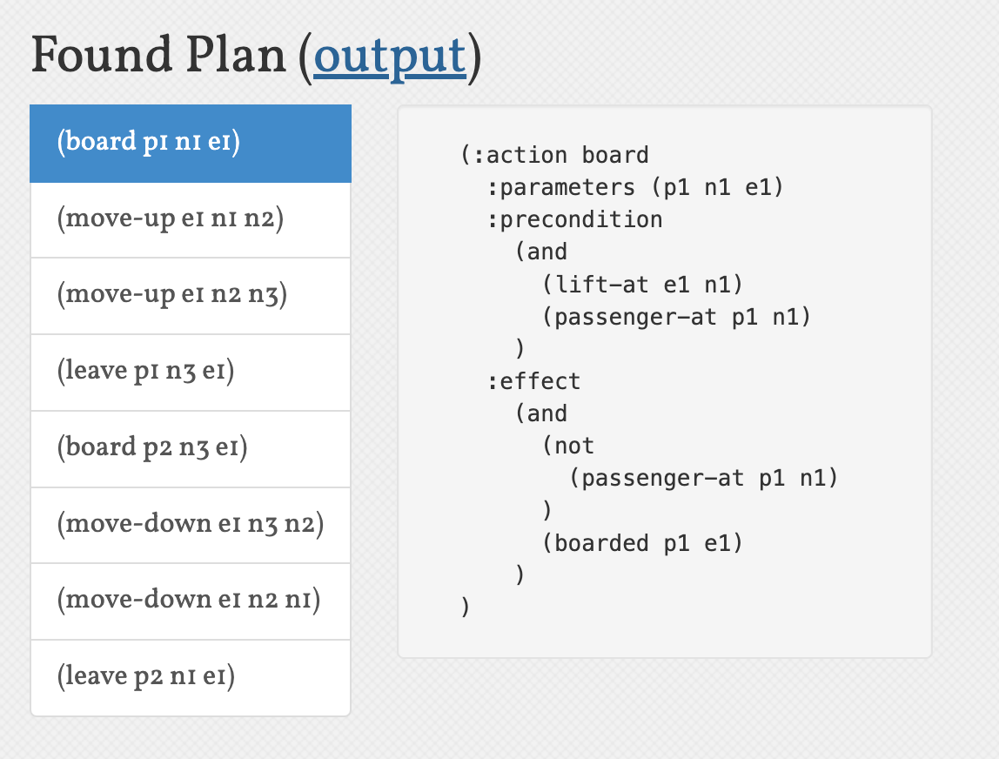 Found Plan (output)
(board p1 n1 e1)
(move-up e1 n1 n2)
(move-up e1 n2 n3)
(leave p1 n3 e1)
(board p2 n3 e1)
(move-down e1 n3 n2)
(move-down e1 n2 n1)
(leave p2 n1 e1)
(:action board
:parameters (p1 n1 e1)
:precondition
(and
(lift-at e1 n1)
(passenger-at p1 n1)
)
:effect
(and
(not
(passenger-at p1 n1)
)
(boarded p1 e1)
)
)